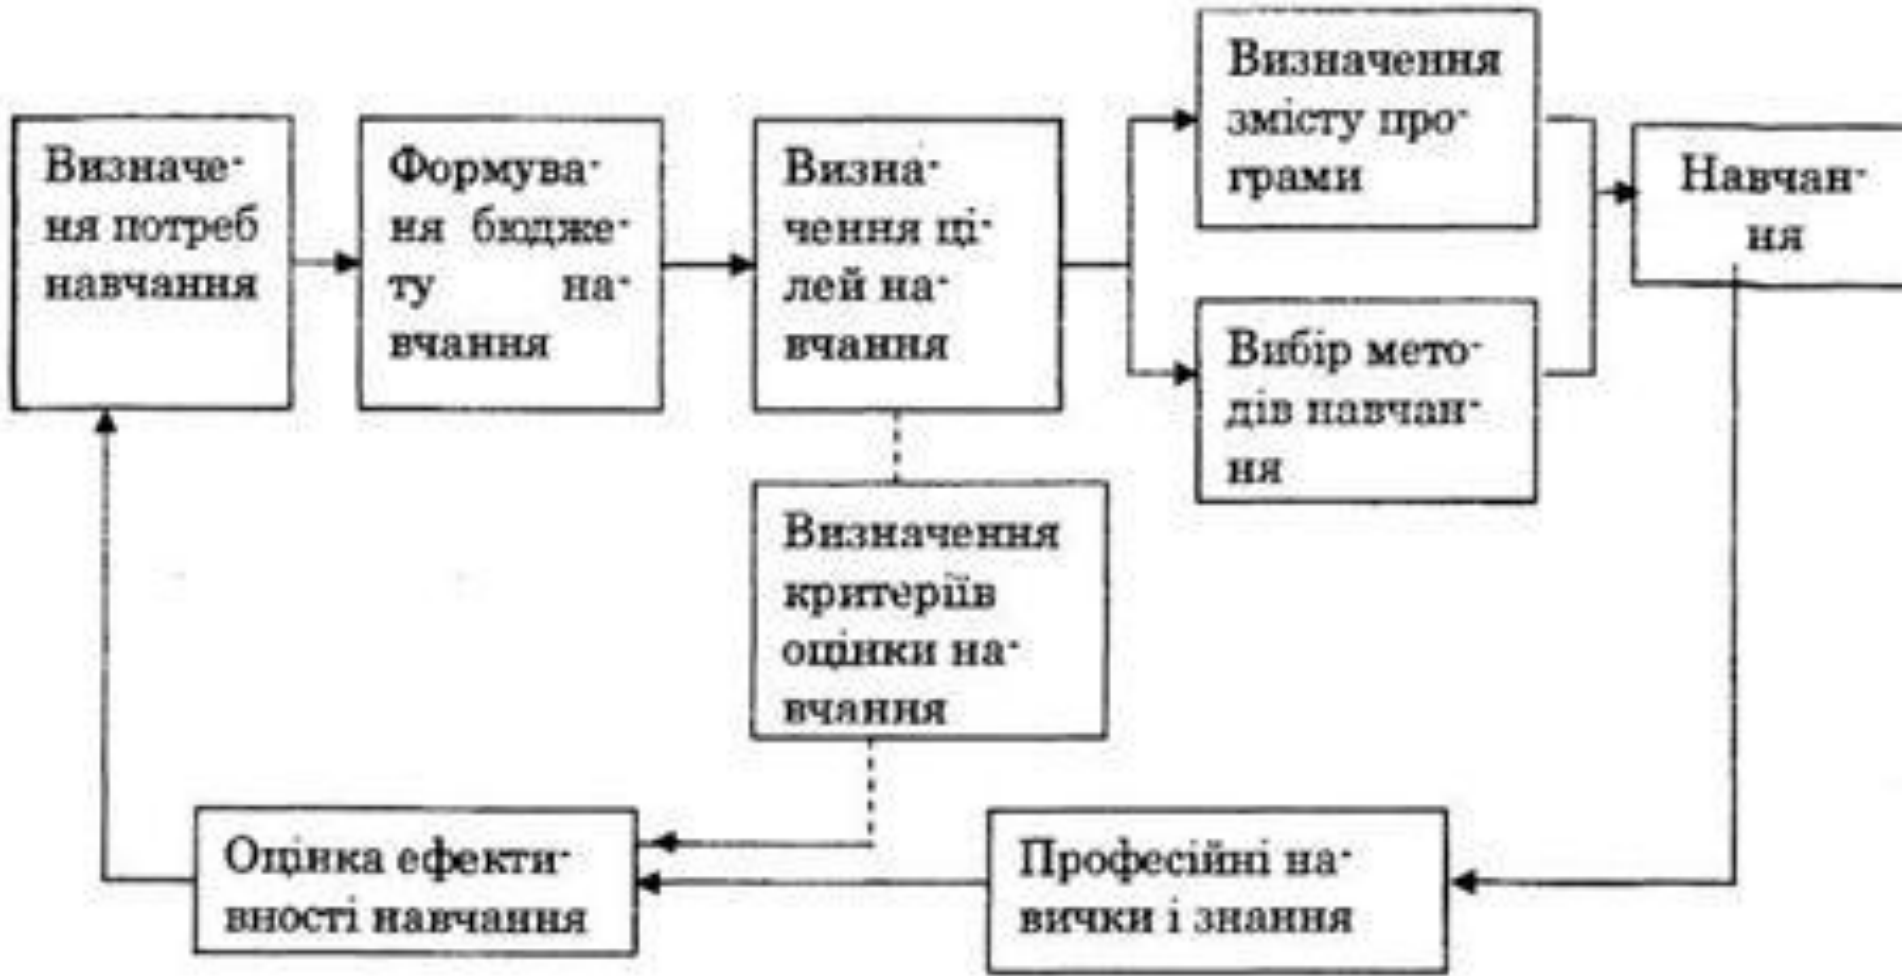 Визначе-
ня потреб
навчання
Формува-
ня бюдже-
ту на-
вчання
Визна-
чення ці-
лей на-
вчання
Визначення
змісту про-
грами
Вибір мето-
дів навчан-
ня
Навчан-
ня
Визначення
критеріїв
оцінки на-
вчання
Оцінка ефекти-
вності навчання
Професійні на-
вички і знання